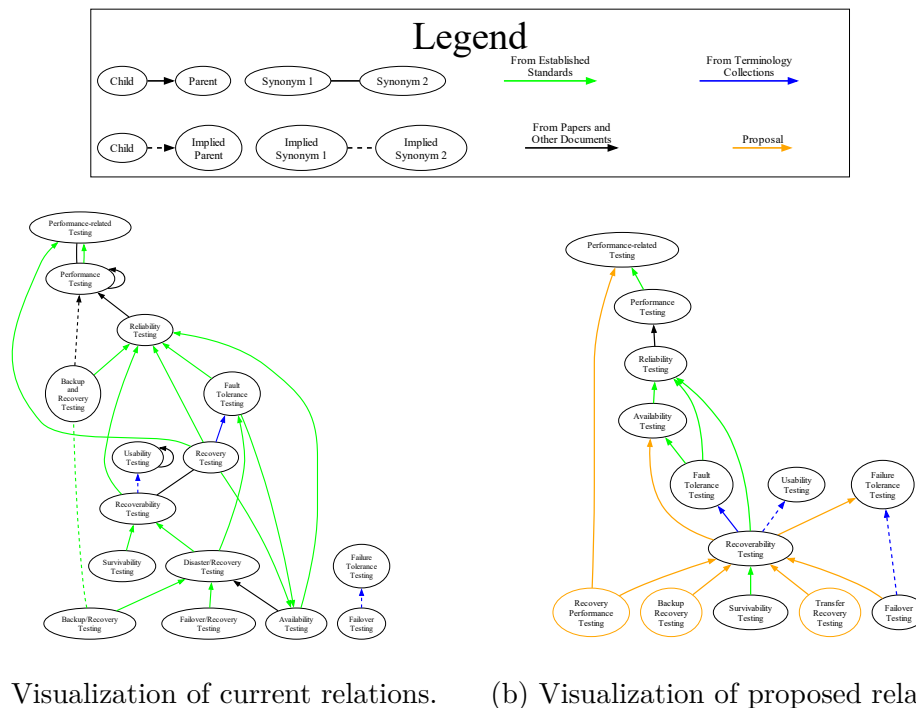 Legend
From Established
Standards
From Terminology
Collections
Child
Parent
Synonym 1
Synonym 2
From Papers and
Other Documents
Proposal
Child
Implied
Parent
Implied
Synonym 1
Implied
Synonym 2
Performance-related
Testing
Performance
Testing
Reliability
Testing
Backup
and
Recovery
Testing
Fault
Tolerance
Testing
Usability
Testing
Recovery
Testing
Recoverability
Testing
Survivability
Testing
Disaster/Recovery
Testing
Failure
Tolerance
Testing
Backup/Recovery
Testing
Failover/Recovery
Testing
Availability
Testing
Failover
Testing
Performance-related
Testing
Performance
Testing
Reliability
Testing
Availability
Testing
Fault
Tolerance
Testing
Usability
Testing
Failure
Tolerance
Testing
Recoverability
Testing
Recovery
Performance
Testing
Backup
Recovery
Testing
Survivability
Testing
Transfer
Recovery
Testing
Failover
Testing
Visualization of current relations.
(b) Visualization of proposed rela